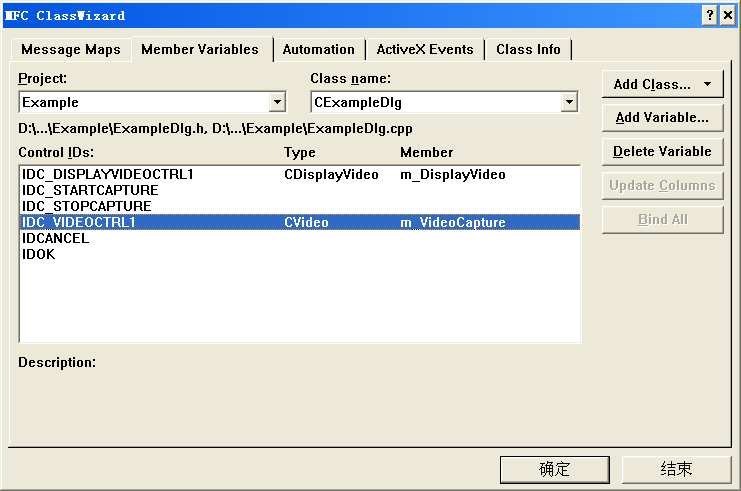 MFC ClassWizard
Message Maps Member Variables Automation ActiveX Events Class Info
Project: Class name:
Example CExampleDlg
Add Class...
D:\...\Example\ExampleDlg.h, D:\...\Example\ExampleDlg.cpp
Add Variable...
Control IDs: Type Member
Delete Variable
IDC_DISPLAYVIDEOCTRL1 CDisplayVideo m_DisplayVideo
IDC_STARTCAPTURE
Update Columns
IDC_STOPCAPTURE
IDC_VIDEOCTRL1 CVideo m_VideoCapture
Bind All
IDCANCEL
IDOK
Description:
确定 结束